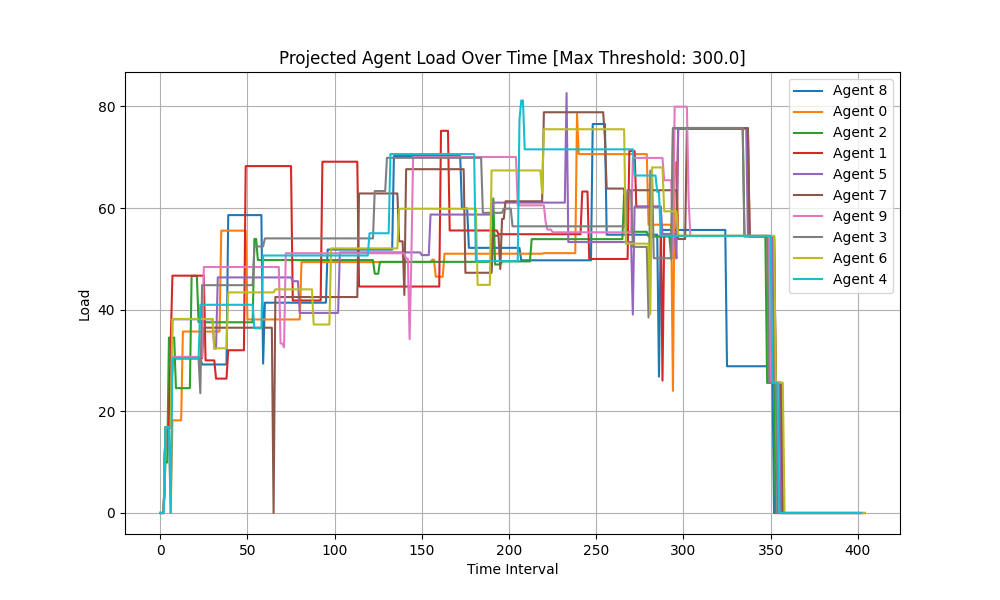 Projected Agent Load Over Time [Max Threshold: 300.0]
Load
80
60
40
20
0
0 50 100 150 200 250 300 350 400
Time Interval
Agent 8
Agent 0
Agent 2
Agent 1
Agent 5
Agent 7
Agent 9
Agent 3
Agent 6
Agent 4